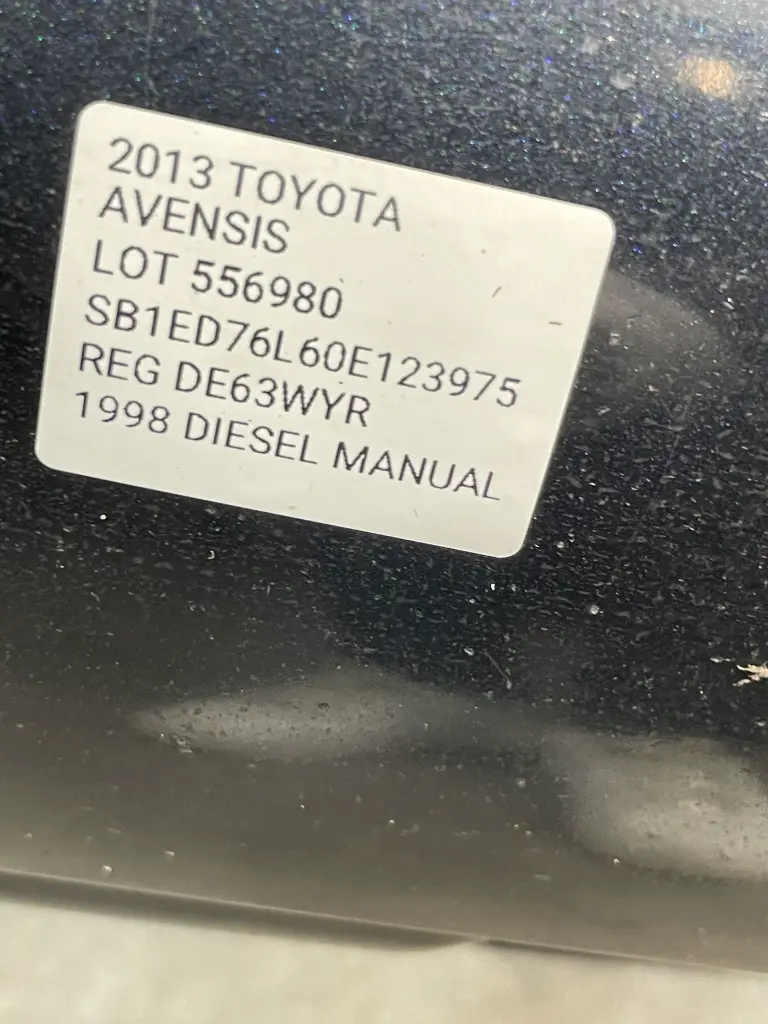 2013 TOYOTA
AVENSIS
LOT 556980
SB1ED76L60E123975
REG DE63WYR
1998 DIESEL MANUAL